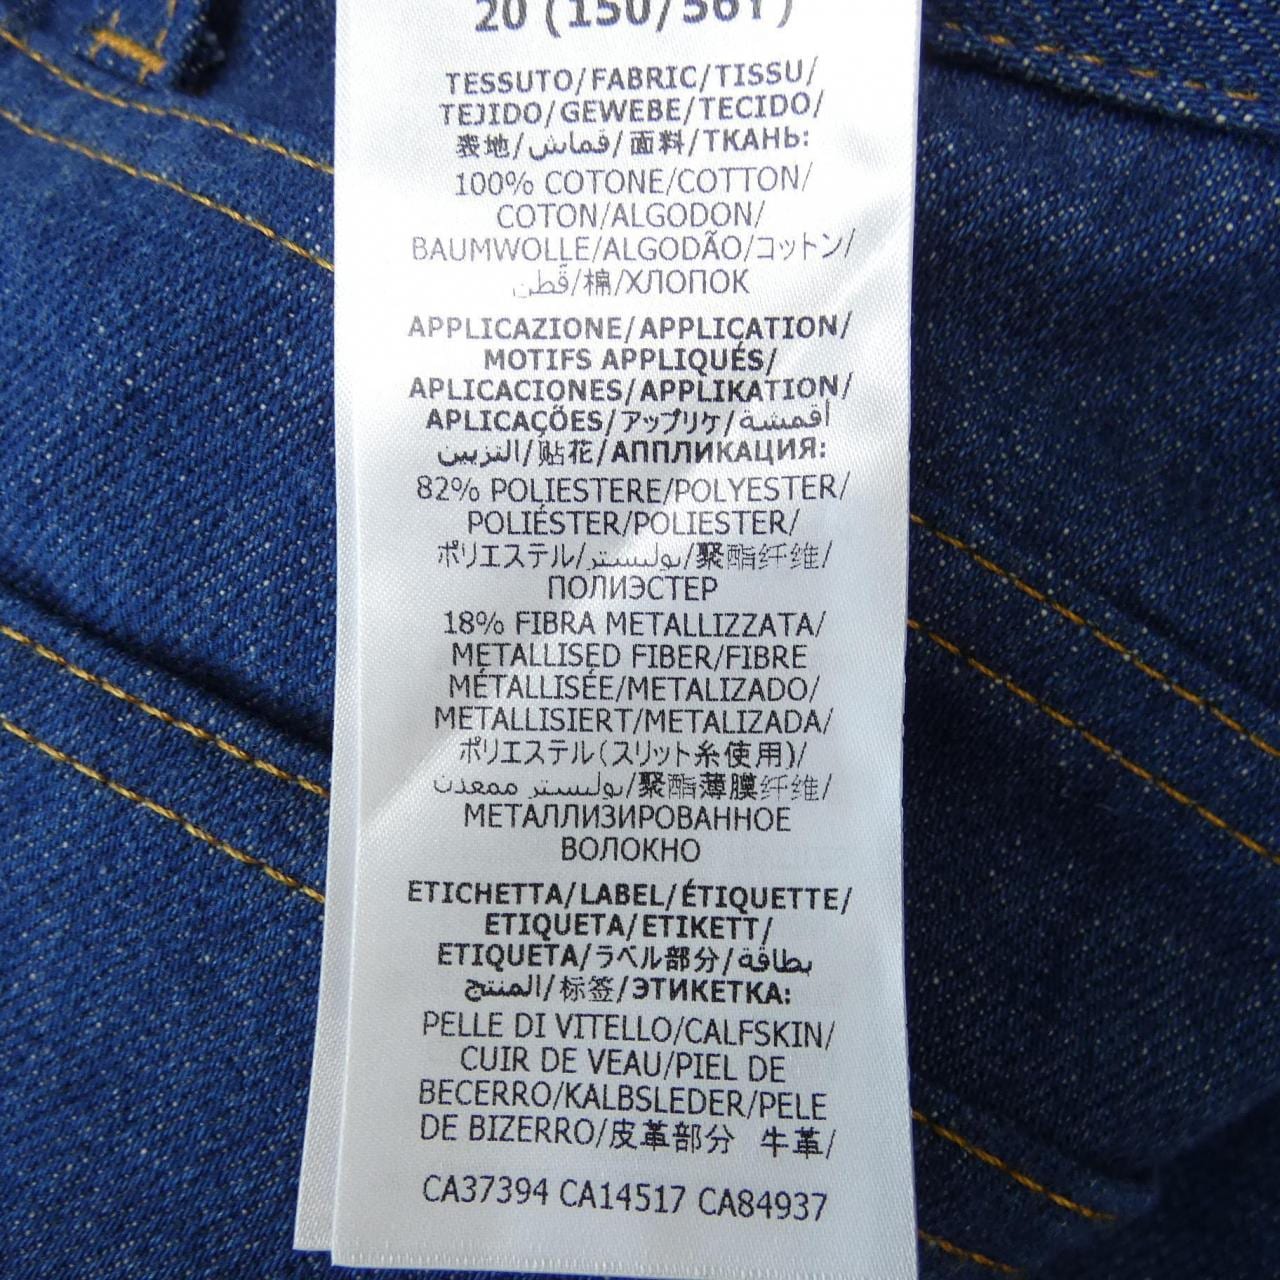 20 (150/56Y)
TESSUTO/FABRIC/TISSU/
TEJIDO/GEWEBE/TECIDO/
表地/قماش/面料/ТКАНЬ:
100% COTONE/COTTON/
COTON/ALGODON/
BAUMWOLLE/ALGODÃO/コットン/
قطن/棉/ХЛОПОК
APPLICAZIONE/APPLICATION/
MOTIFS APPLIQUÉS/
APLICACIONES/APPLIKATION/
APLICAÇÕES/アップリケ/أقمشة
التزيين/贴花/АППЛИКАЦИЯ:
82% POLIESTERE/POLYESTER/
POLIÉSTER/POLIESTER/
ポリエステル/بوليستر/聚酯纤维/
ПОЛИЭСТЕР
18% FIBRA METALLIZZATA/
METALLISED FIBER/FIBRE
MÉTALLISÉE/METALIZADO/
METALLISIERT/METALIZADA/
ポリエステル(スリット糸使用)/
بوليستر ممعدن/聚酯薄膜纤维/
МЕТАЛЛИЗИРОВАННОЕ
ВОЛОКНО
ETICHETTA/LABEL/ÉTIQUETTE/
ETIQUETA/ETIKETT/
ETIQUETA/ラベル部分/بطاقة
المنتج/标签/ЭТИКЕТКА:
PELLE DI VITELLO/CALFSKIN/
CUIR DE VEAU/PIEL DE
BECERRO/KALBSLEDER/PELE
DE BIZERRO/皮革部分 牛革/
CA37394 CA14517 CA84937